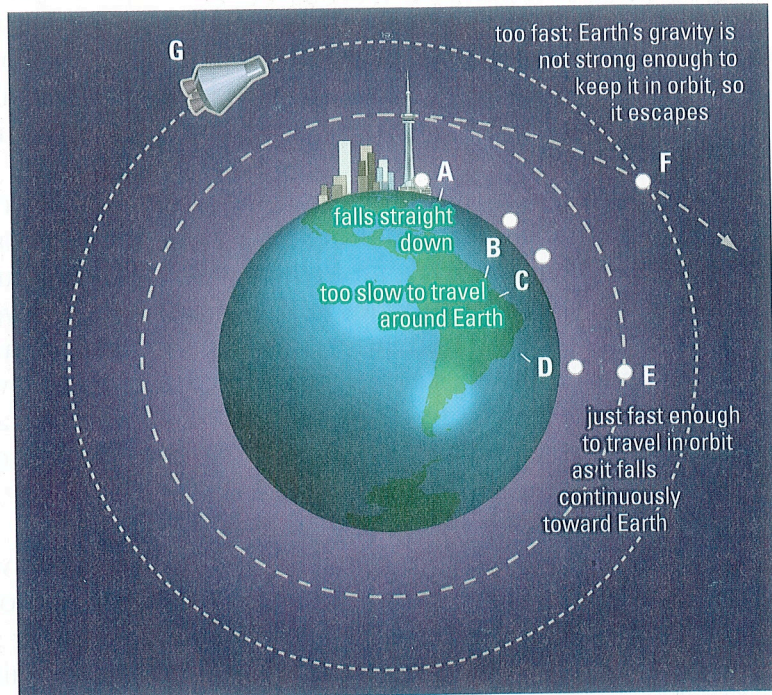 G
too fast: Earth's gravity is
not strong enough to
keep it in orbit, so
it escapes
F
A
falls straight
down
B
C
too slow to travel
around Earth
D
E
just fast enough
to travel in orbit
as it falls
continuously
toward Earth